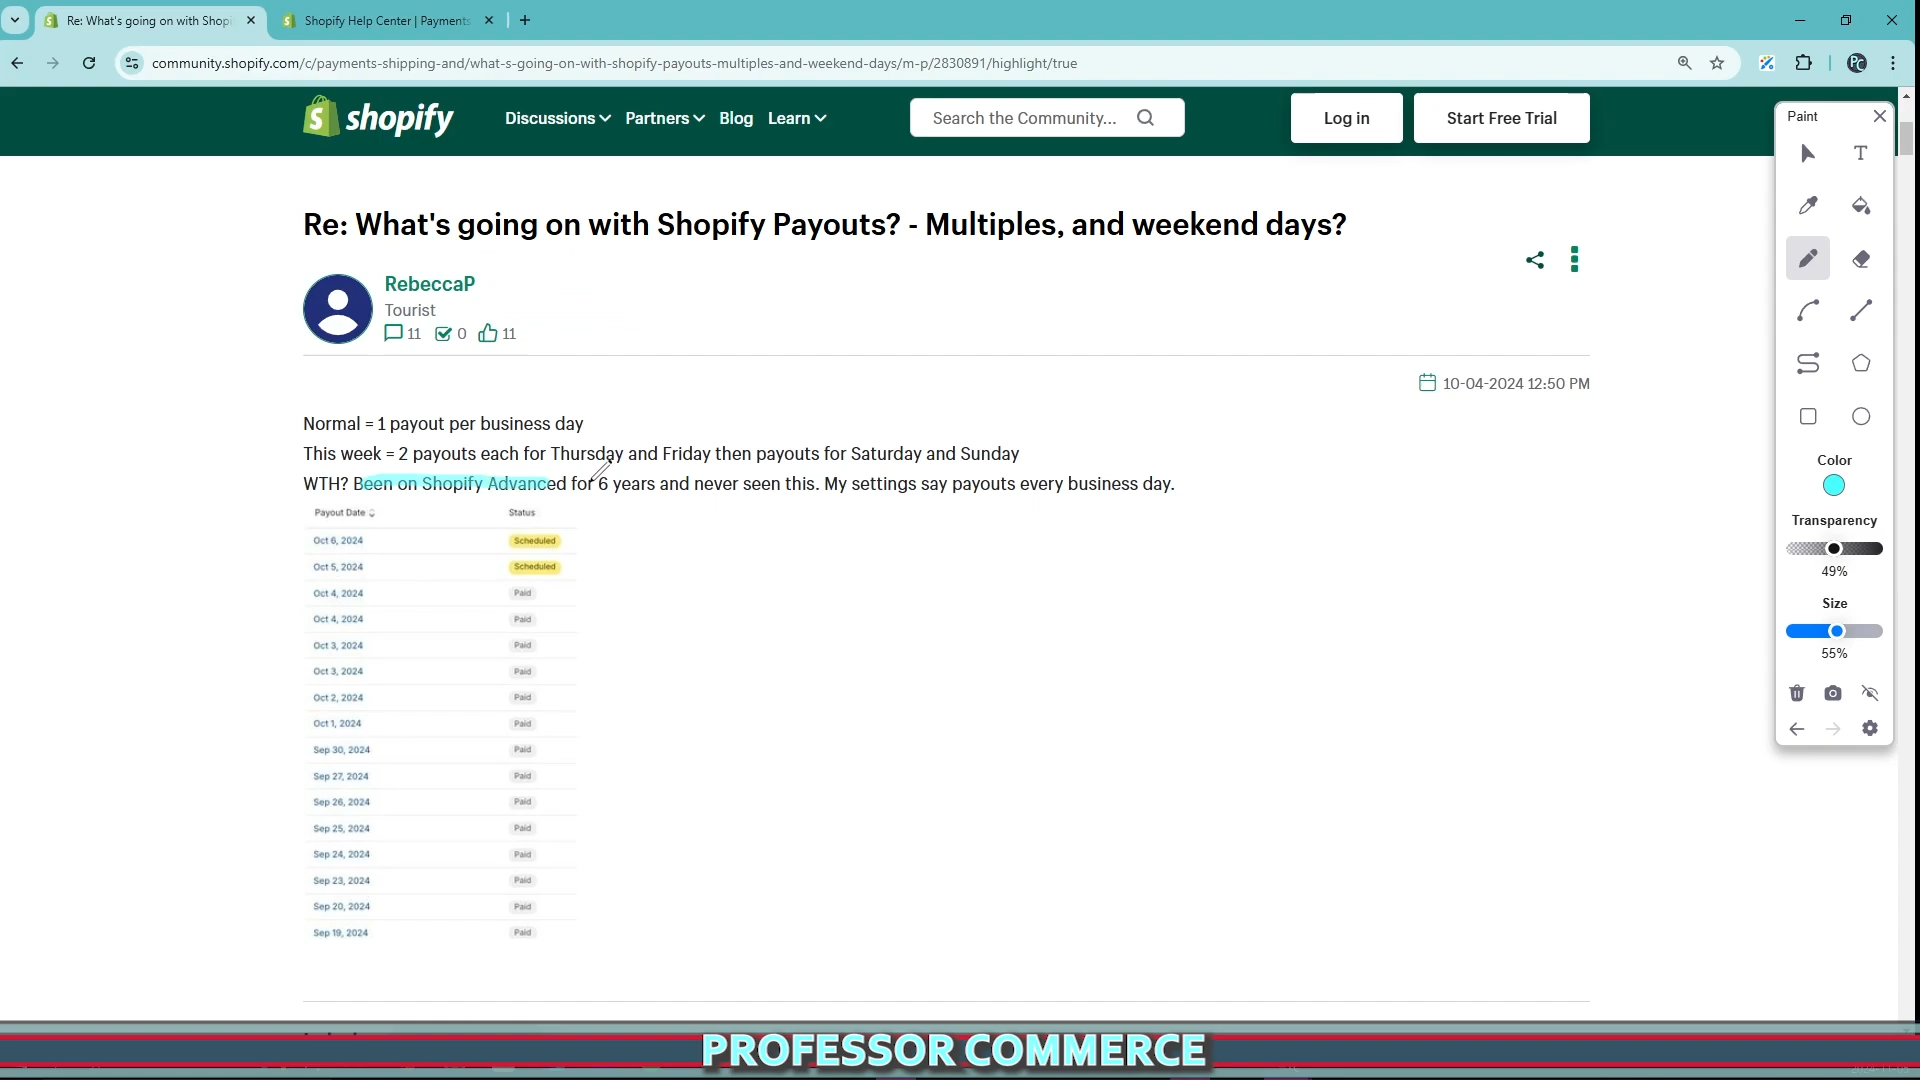 Re: What's going on with Shopi
Shopify Help Center | Payments
community.shopify.com/c/payments-shipping-and/what-s-going-on-with-shopify-payouts-multiples-and-weekend-days/m-p/2830891/highlight/true
PC
shopify
Discussions
Partners
Blog
Learn
Search the Community...
Log in
Start Free Trial
Re: What's going on with Shopify Payouts? - Multiples, and weekend days?
RebeccaP
Tourist
11 0 11
10-04-2024 12:50 PM
Normal = 1 payout per business day
This week = 2 payouts each for Thursday and Friday then payouts for Saturday and Sunday
WTH? Been on Shopify Advanced for 6 years and never seen this. My settings say payouts every business day.
Payout Date Status
Oct 6, 2024 Scheduled
Oct 5, 2024 Scheduled
Oct 4, 2024 Paid
Oct 4, 2024 Paid
Oct 3, 2024 Paid
Oct 3, 2024 Paid
Oct 2, 2024 Paid
Oct 1, 2024 Paid
Sep 30, 2024 Paid
Sep 27, 2024 Paid
Sep 26, 2024 Paid
Sep 25, 2024 Paid
Sep 24, 2024 Paid
Sep 23, 2024 Paid
Sep 20, 2024 Paid
Sep 19, 2024 Paid
Paint
T
Color
Transparency
49%
Size
55%
PROFESSOR COMMERCE